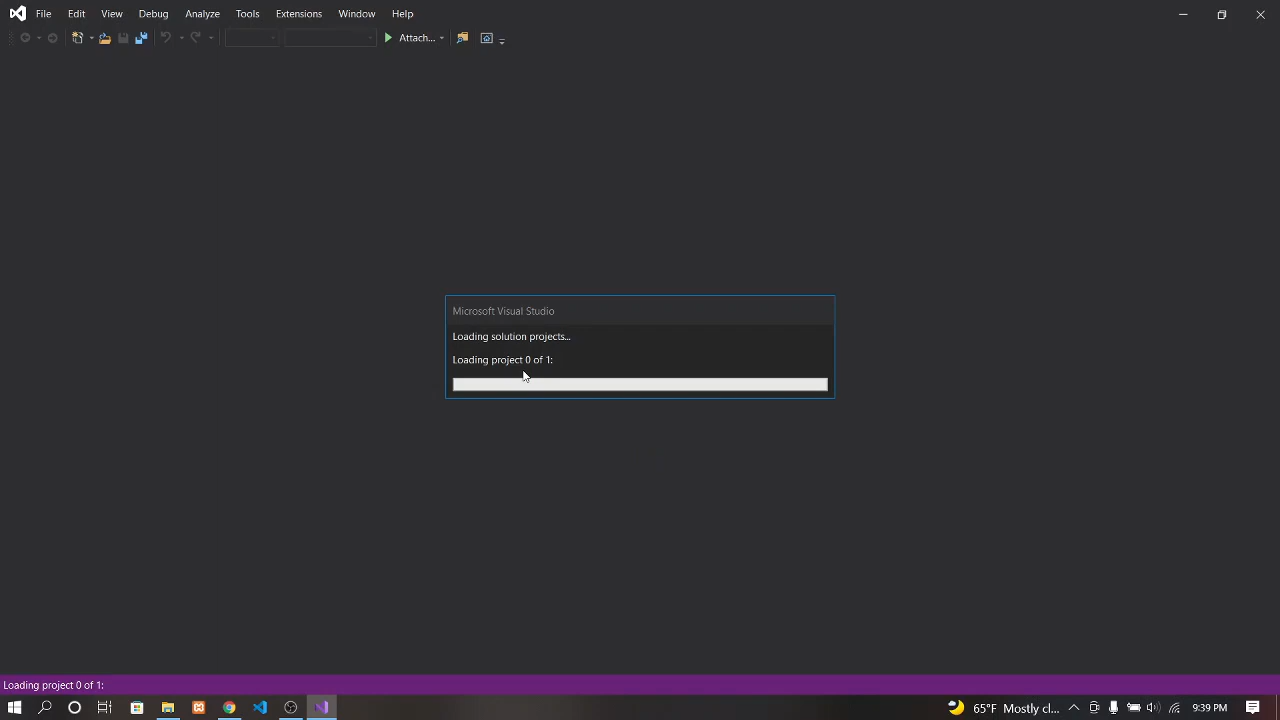 File Edit View Debug Analyze Tools Extensions Window Help
Attach...
Microsoft Visual Studio
Loading solution projects...
Loading project 0 of 1:
Loading project 0 of 1:
65°F Mostly cl... 9:39 PM